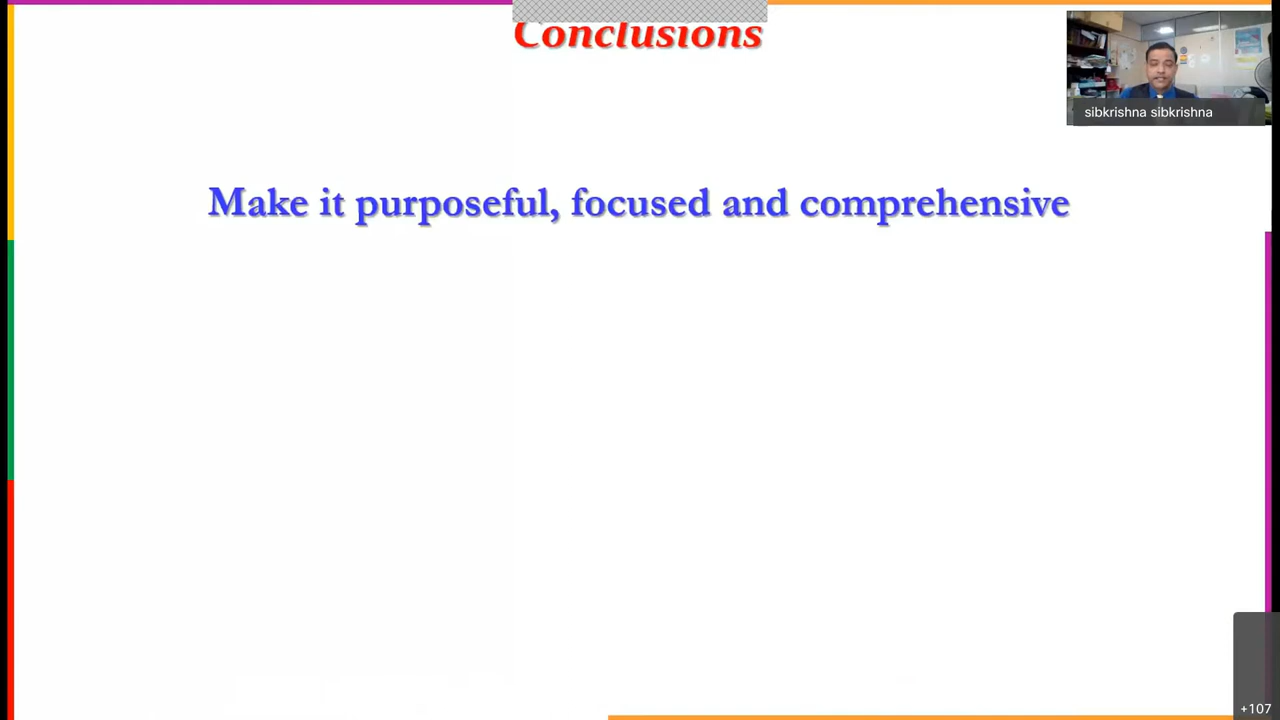 Conclusions
sibkrishna sibkrishna
Make it purposeful, focused and comprehensive
+107